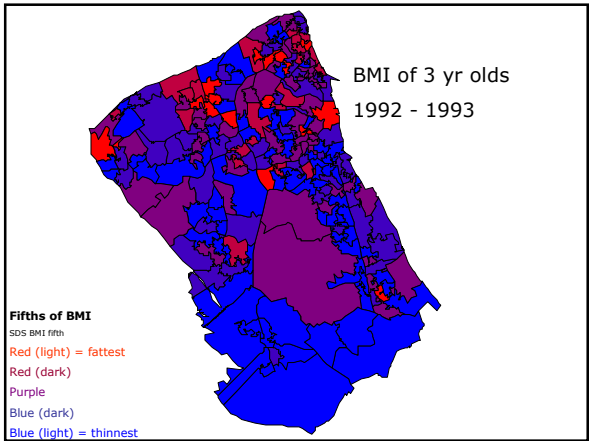 BMI of 3 yr olds
1992 - 1993
Fifths of BMI
SDS BMI fifth
Red (light) = fattest
Red (dark)
Purple
Blue (dark)
Blue (light) = thinnest